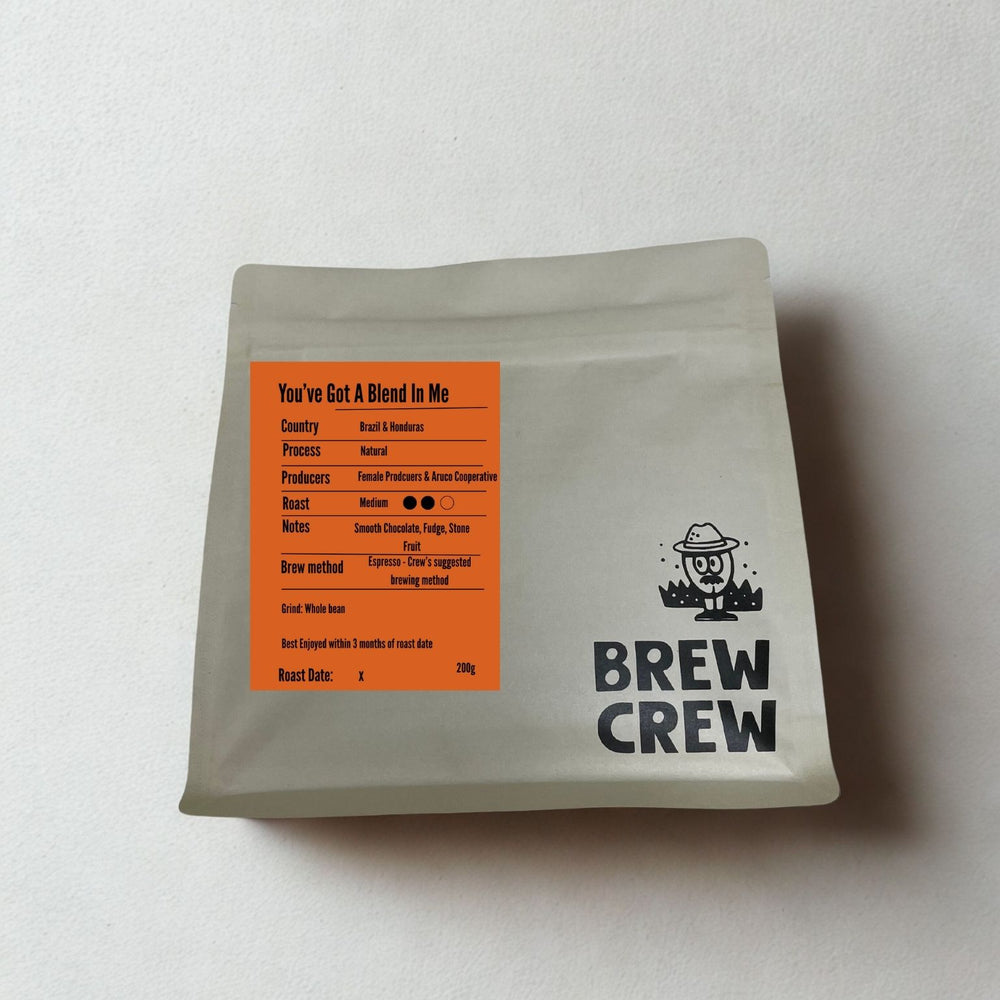 You've Got A Blend In Me
Country Brazil & Honduras
Process Natural
Producers Female Prodcuers & Aruco Cooperative
Roast Medium
Notes Smooth Chocolate, Fudge, Stone
Fruit
Brew method Espresso - Crew's suggested
brewing method
Grind: Whole bean
Best Enjoyed within 3 months of roast date
Roast Date: x 200g
BREW
CREW